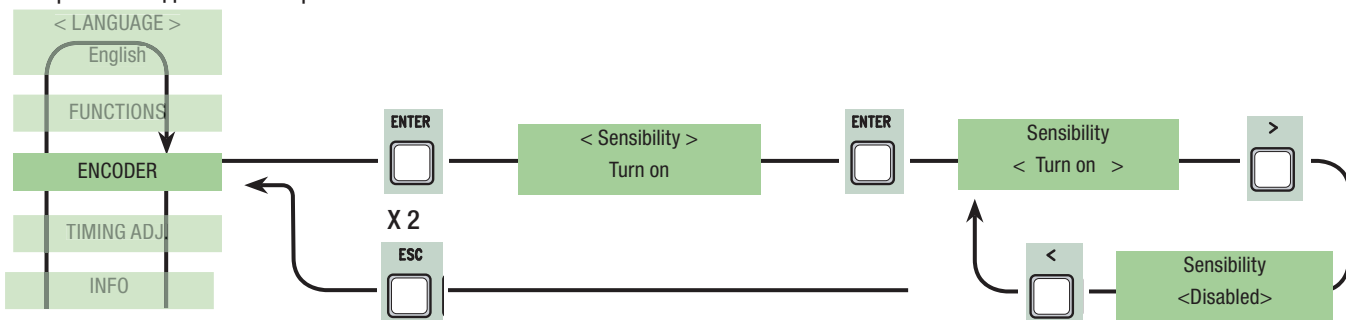 < LANGUAGE >
English
FUNCTIONS
ENCODER
TIMING ADJ.
INFO
ENTER
X 2
ESC
< Sensibility >
Turn on
ENTER
Sensibility
< Turn on >
>
<
Sensibility
<Disabled>